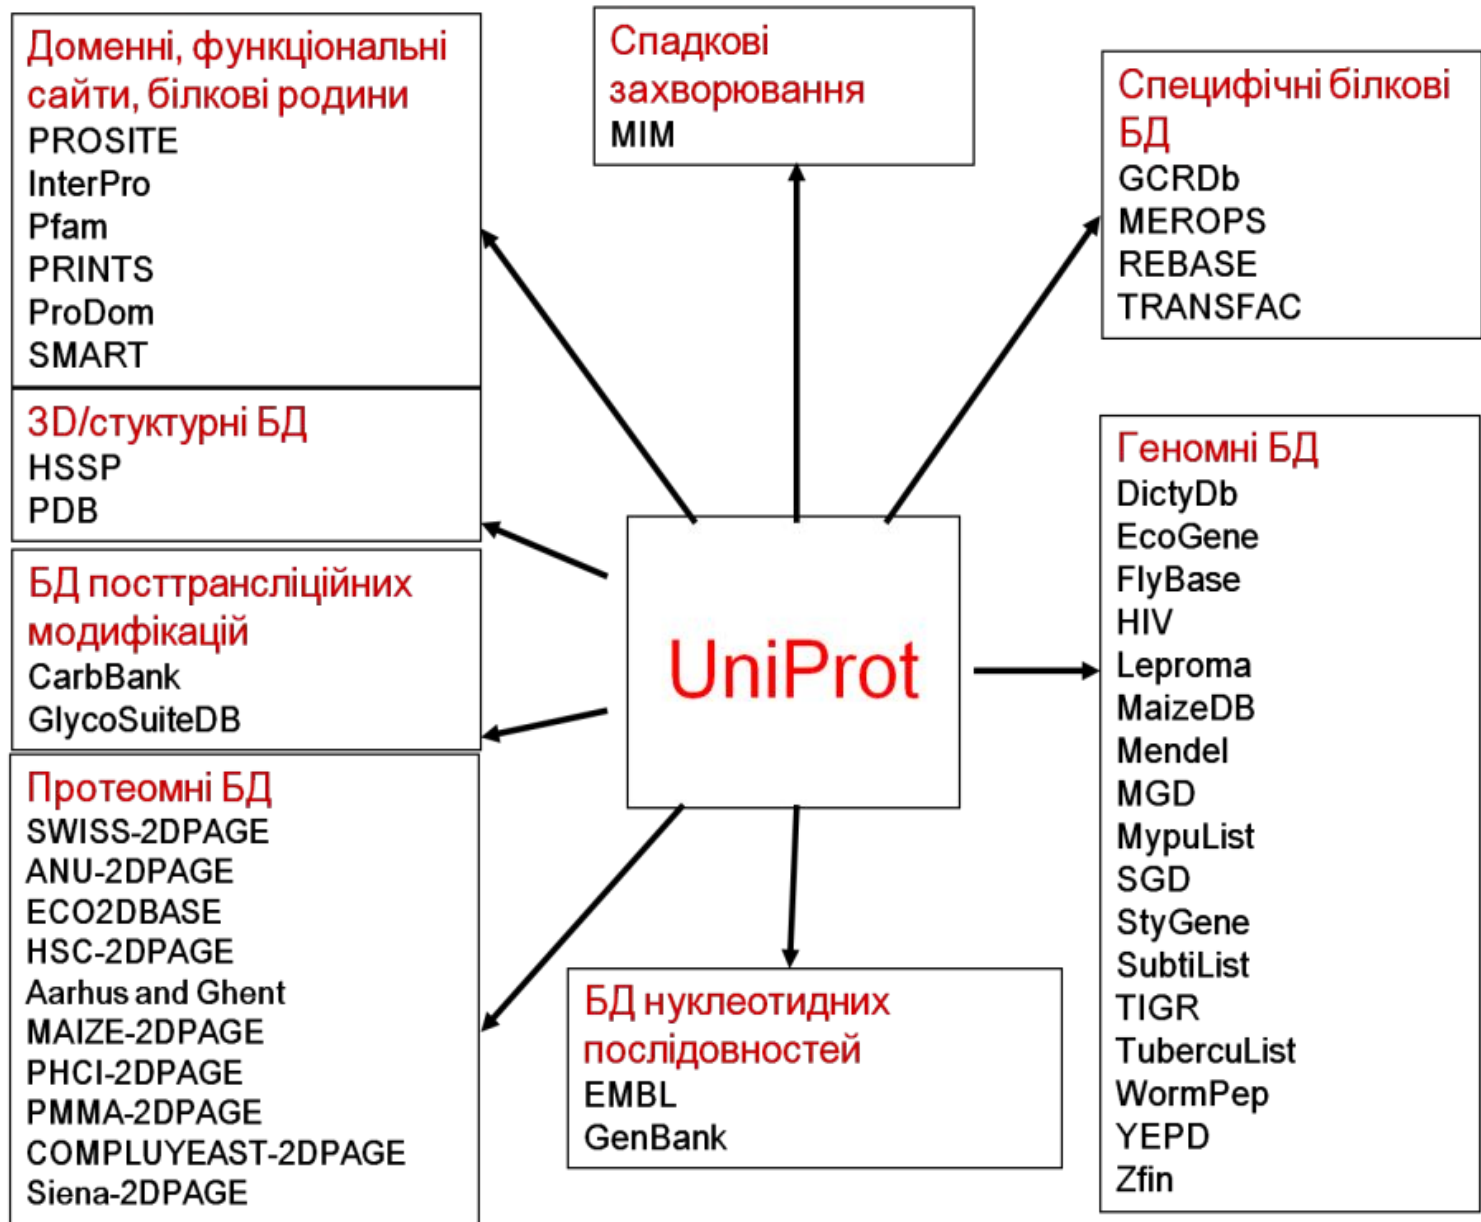 Доменні, функціональні
сайти, білкові родини
PROSITE
InterPro
Pfam
PRINTS
ProDom
SMART
3D/стуктурні БД
HSSP
PDB
БД посттрансліційних
модифікацій
CarbBank
GlycoSuiteDB
Протеомні БД
SWISS-2DPAGE
ANU-2DPAGE
ECO2DBASE
HSC-2DPAGE
Aarhus and Ghent
MAIZE-2DPAGE
PHCI-2DPAGE
PMMA-2DPAGE
COMPLUYEAST-2DPAGE
Siena-2DPAGE
Спадкові
захворювання
MIM
UniProt
БД нуклеотидних
послідовностей
EMBL
GenBank
Специфічні білкові
БД
GCRDb
MEROPS
REBASE
TRANSFAC
Геномні БД
DictyDb
EcoGene
FlyBase
HIV
Leproma
MaizeDB
Mendel
MGD
MypuList
SGD
StyGene
SubtiList
TIGR
TubercuList
WormPep
YEPD
Zfin